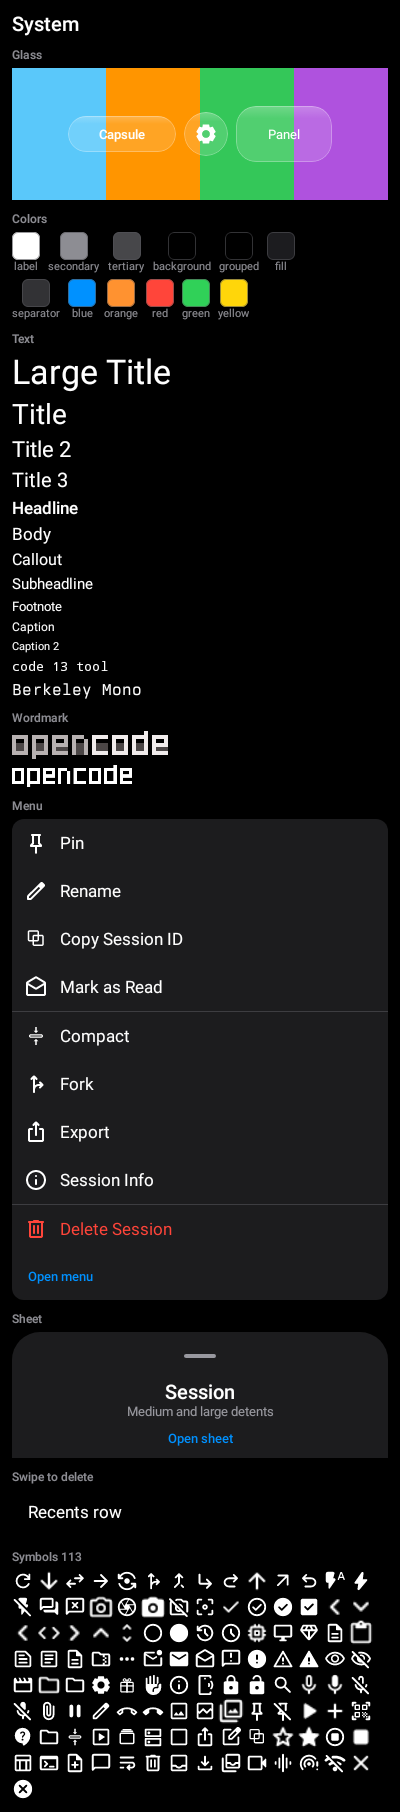 System
Glass
Capsule
Panel
Colors
label secondary tertiary background grouped fill
separator blue orange red green yellow
Text
Large Title
Title
Title 2
Title 3
Headline
Body
Callout
Subheadline
Footnote
Caption
Caption 2
code 13 tool
Berkeley Mono
Wordmark
opencode
opencode
Menu
Pin
Rename
Copy Session ID
Mark as Read
Compact
Fork
Export
Session Info
Delete Session
Open menu
Sheet
Session
Medium and large detents
Open sheet
Swipe to delete
Recents row
Symbols 113
A